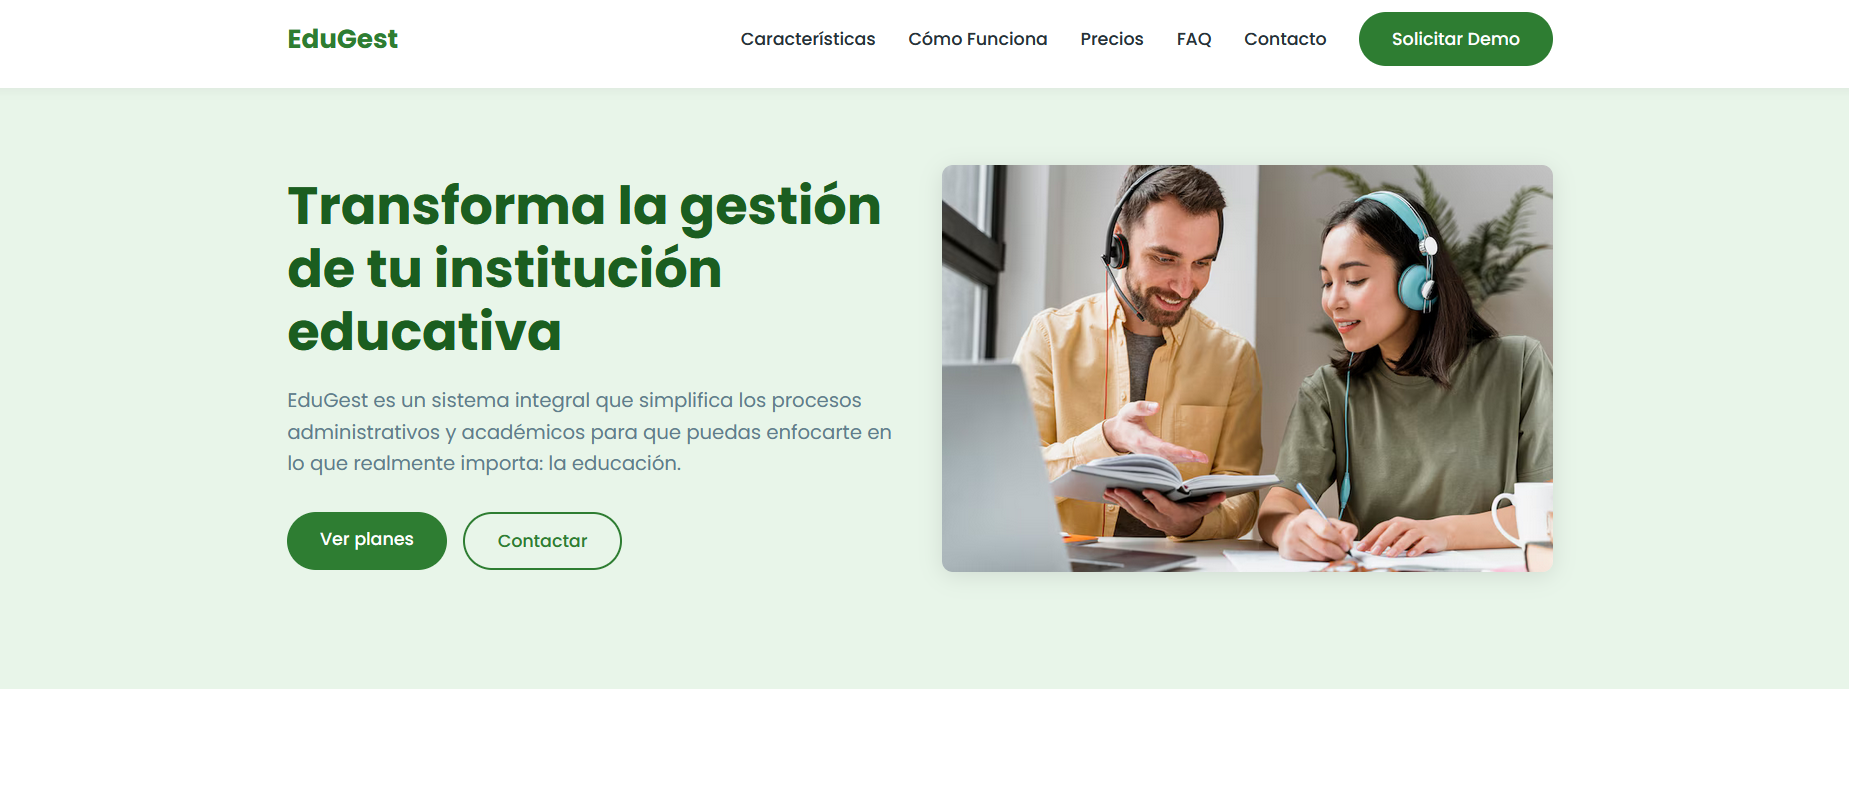 EduGest
Características
Cómo Funciona
Precios
FAQ
Contacto
Solicitar Demo
Transforma la gestión
de tu institución
educativa
EduGest es un sistema integral que simplifica los procesos
administrativos y académicos para que puedas enfocarte en
lo que realmente importa: la educación.
Ver planes
Contactar